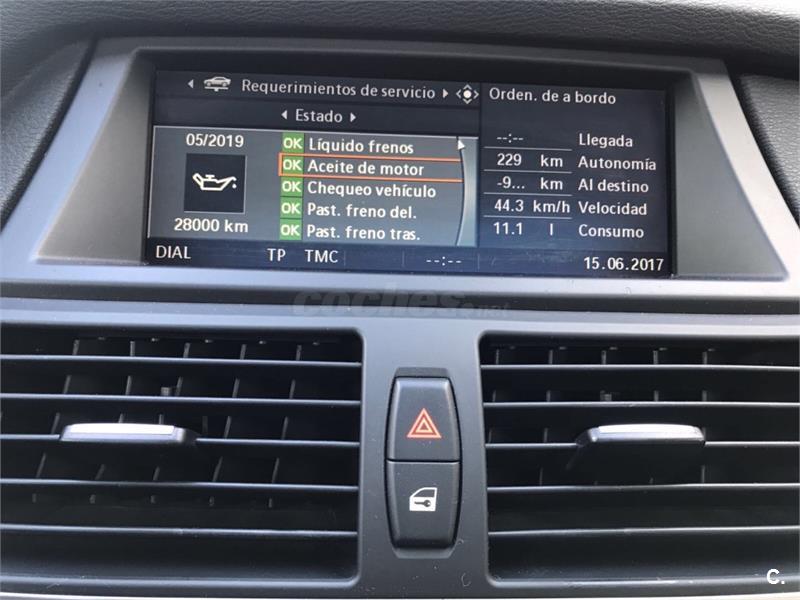 Requerimientos de servicio
Estado
05/2019
28000 km
OK Líquido frenos
OK Aceite de motor
OK Chequeo vehículo
OK Past. freno del.
OK Past. freno tras.
Orden. de a bordo
--:-- Llegada
229 km Autonomía
-9... km Al destino
44.3 km/h Velocidad
11.1 l Consumo
DIAL TP TMC --:-- 15.06.2017
coches.net
C.